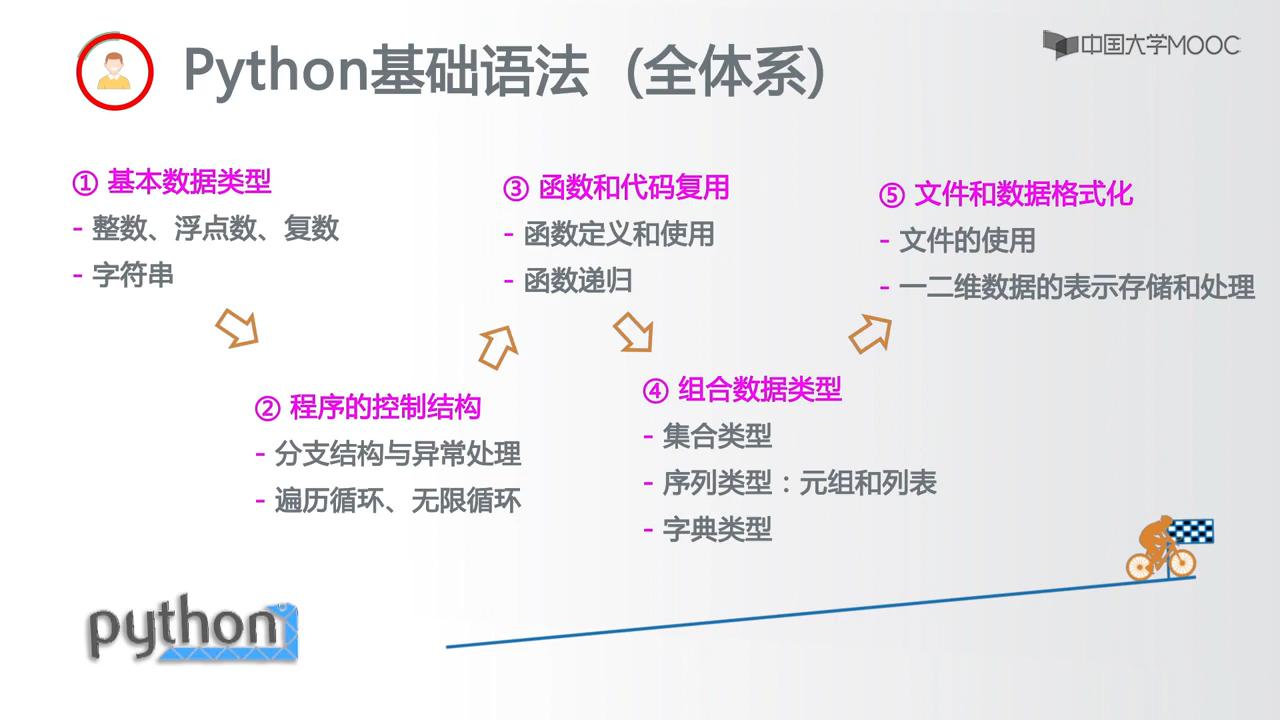 Python基础语法 (全体系)
中国大学MOOC
① 基本数据类型
- 整数、浮点数、复数
- 字符串
② 程序的控制结构
- 分支结构与异常处理
- 遍历循环、无限循环
③ 函数和代码复用
- 函数定义和使用
- 函数递归
④ 组合数据类型
- 集合类型
- 序列类型：元组和列表
- 字典类型
⑤ 文件和数据格式化
- 文件的使用
- 一二维数据的表示存储和处理
python